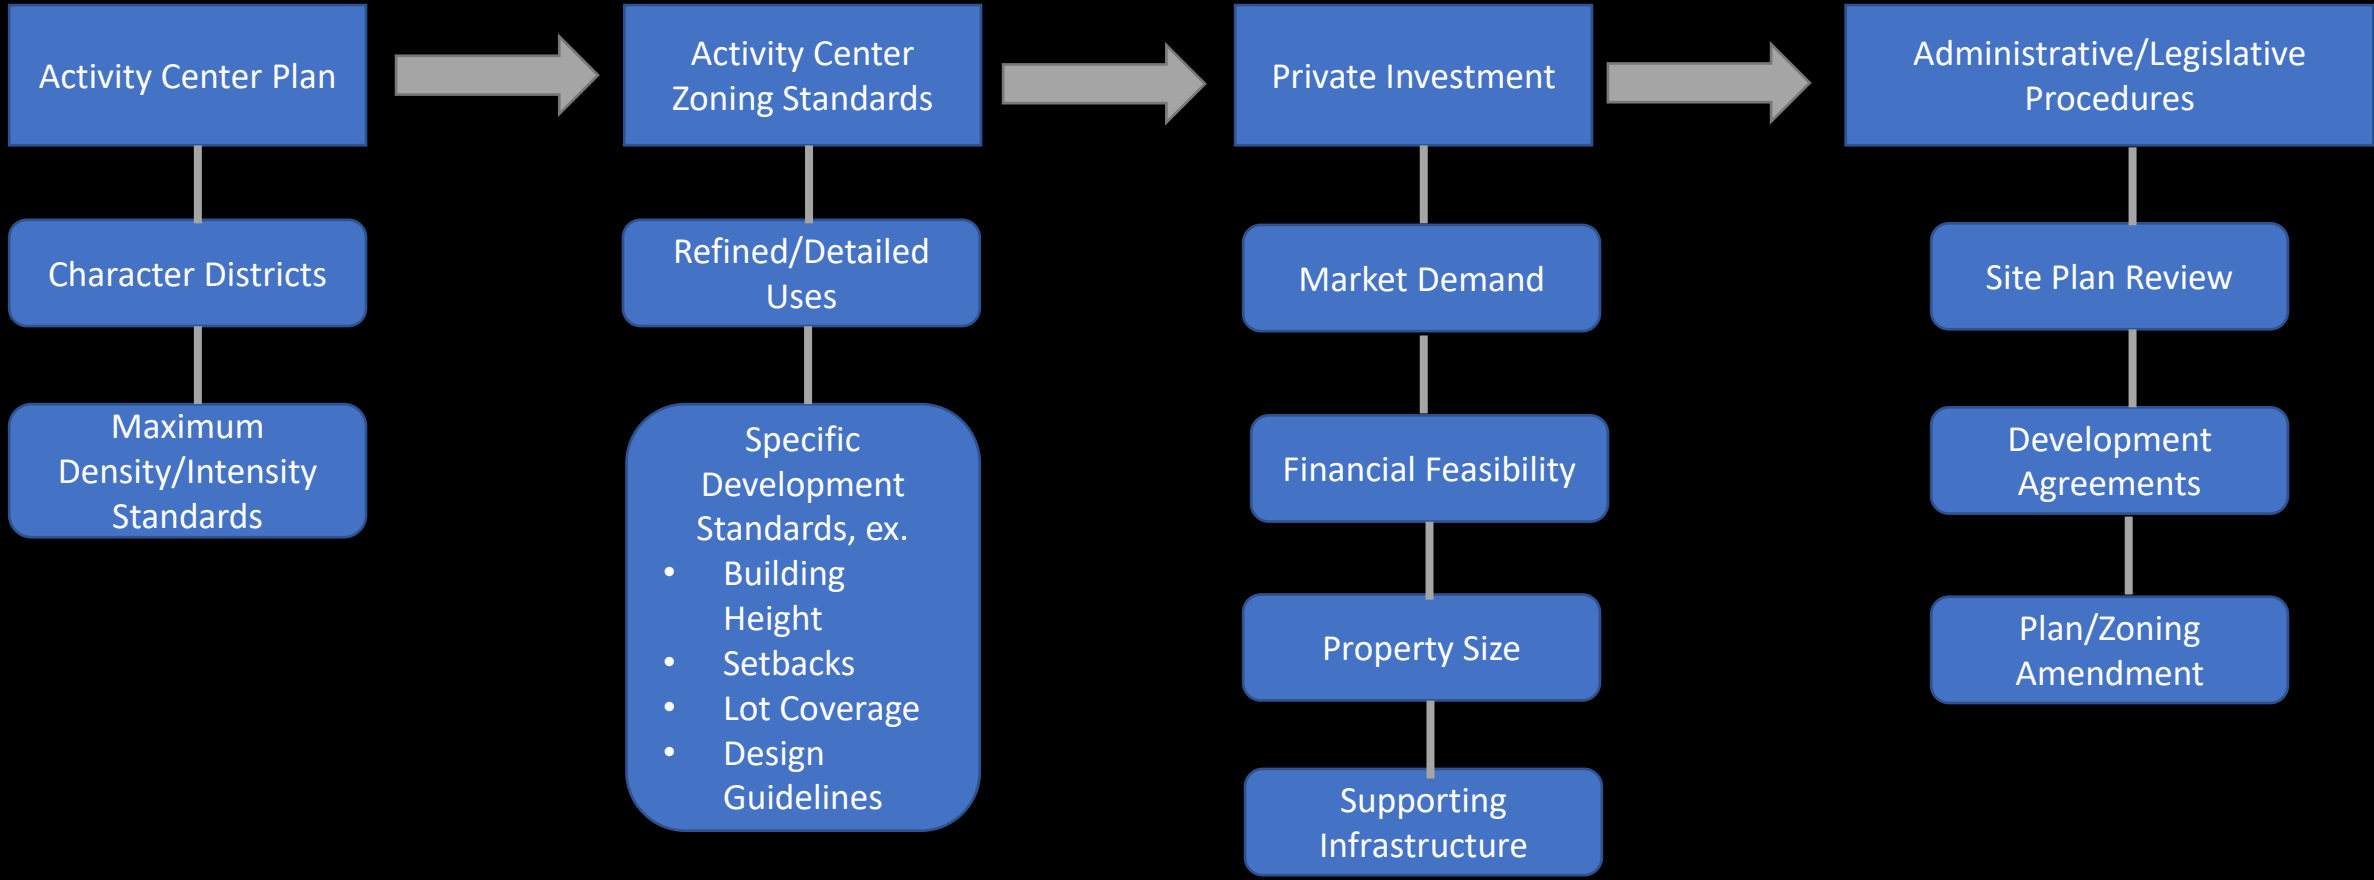 Activity Center Plan
Character Districts
Maximum
Density/Intensity
Standards
Activity Center
Zoning Standards
Refined/Detailed
Uses
Specific
Development
Standards, ex.
• Building
Height
• Setbacks
• Lot Coverage
• Design
Guidelines
Private Investment
Market Demand
Financial Feasibility
Property Size
Supporting
Infrastructure
Administrative/Legislative
Procedures
Site Plan Review
Development
Agreements
Plan/Zoning
Amendment